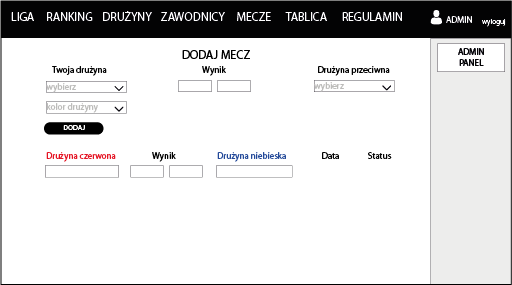 LIGA RANKING DRUŻYNY ZAWODNICY MECZE TABLICA REGULAMIN ADMIN wyloguj
ADMIN
PANEL
DODAJ MECZ
Twoja drużyna Wynik Drużyna przeciwna
wybierz wybierz
kolor drużyny
DODAJ
Drużyna czerwona Wynik Drużyna niebieska Data Status